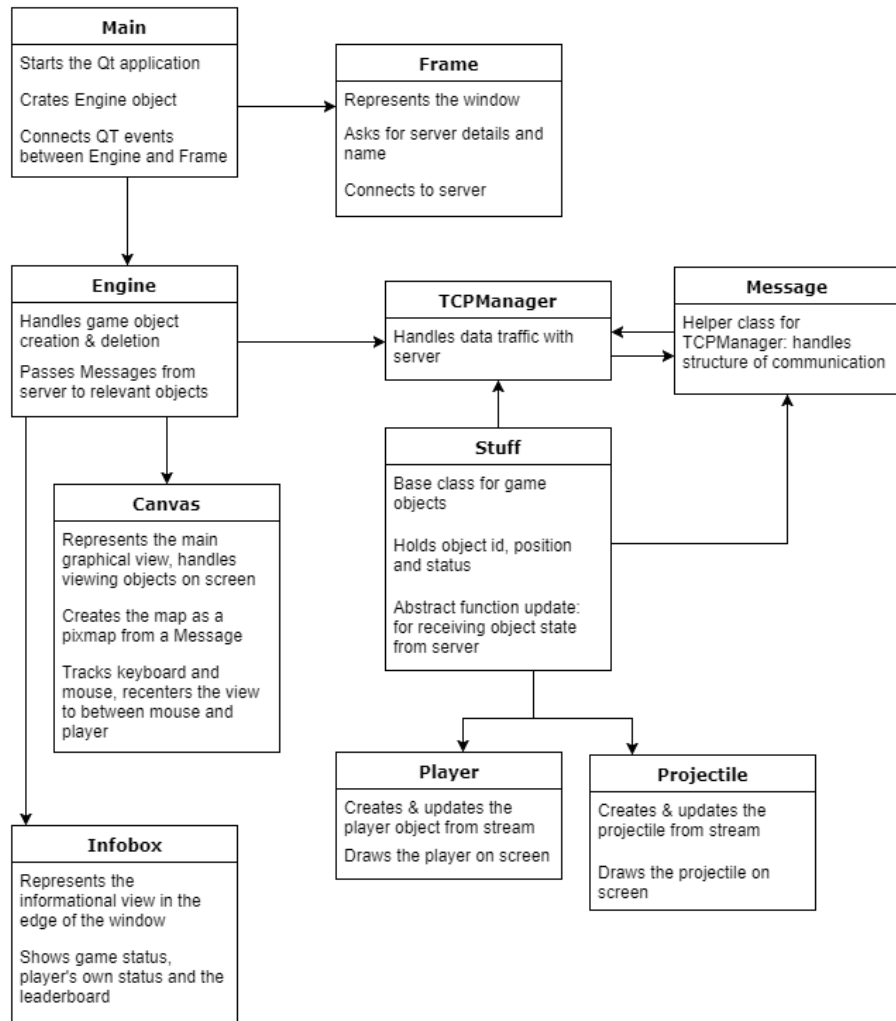 Main
Starts the Qt application
Crates Engine object
Connects QT events
between Engine and Frame
Frame
Represents the window
Asks for server details and
name
Connects to server
Engine
Handles game object
creation & deletion
Passes Messages from
server to relevant objects
TCPManager
Handles data traffic with
server
Message
Helper class for
TCPManager: handles
structure of communication
Canvas
Represents the main
graphical view, handles
viewing objects on screen
Creates the map as a
pixmap from a Message
Tracks keyboard and
mouse, recenters the view
to between mouse and
player
Stuff
Base class for game
objects
Holds object id, position
and status
Abstract function update:
for receiving object state
from server
Player
Creates & updates the
player object from stream
Draws the player on screen
Projectile
Creates & updates the
projectile from stream
Draws the projectile on
screen
Infobox
Represents the
informational view in the
edge of the window
Shows game status,
player's own status and the
leaderboard